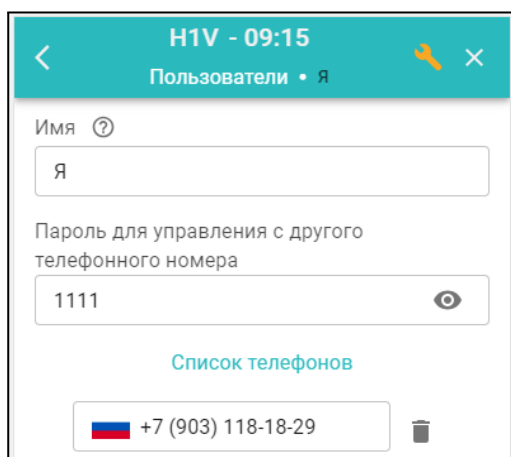 H1V - 09:15
Пользователи • Я
Имя ?
Я
Пароль для управления с другого
телефонного номера
1111
Список телефонов
+7 (903) 118-18-29